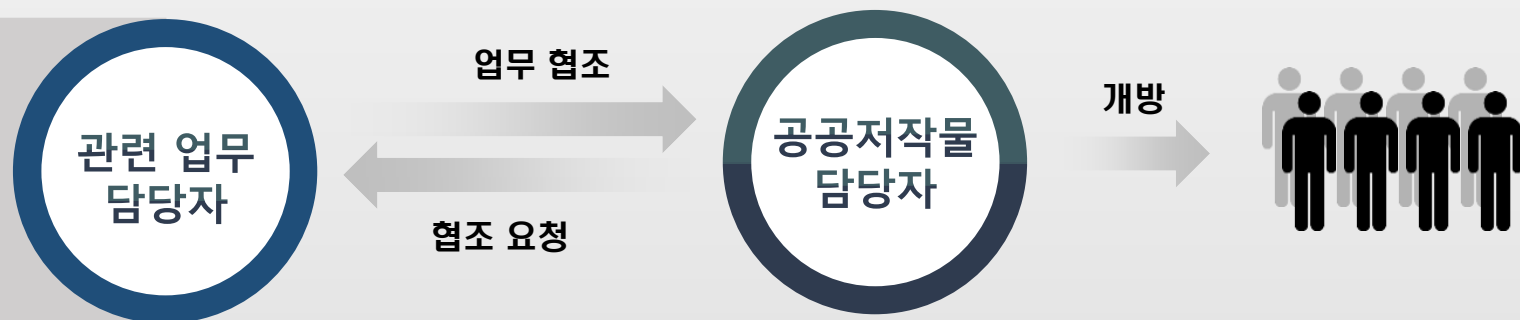 관련 업무
담당자
업무 협조
협조 요청
공공저작물
담당자
개방